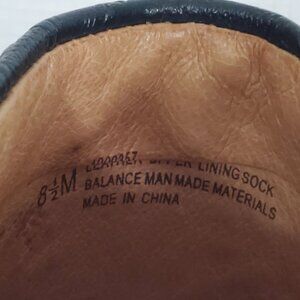 8½M
UPPER LINING SOCK
BALANCE MAN MADE MATERIALS
MADE IN CHINA